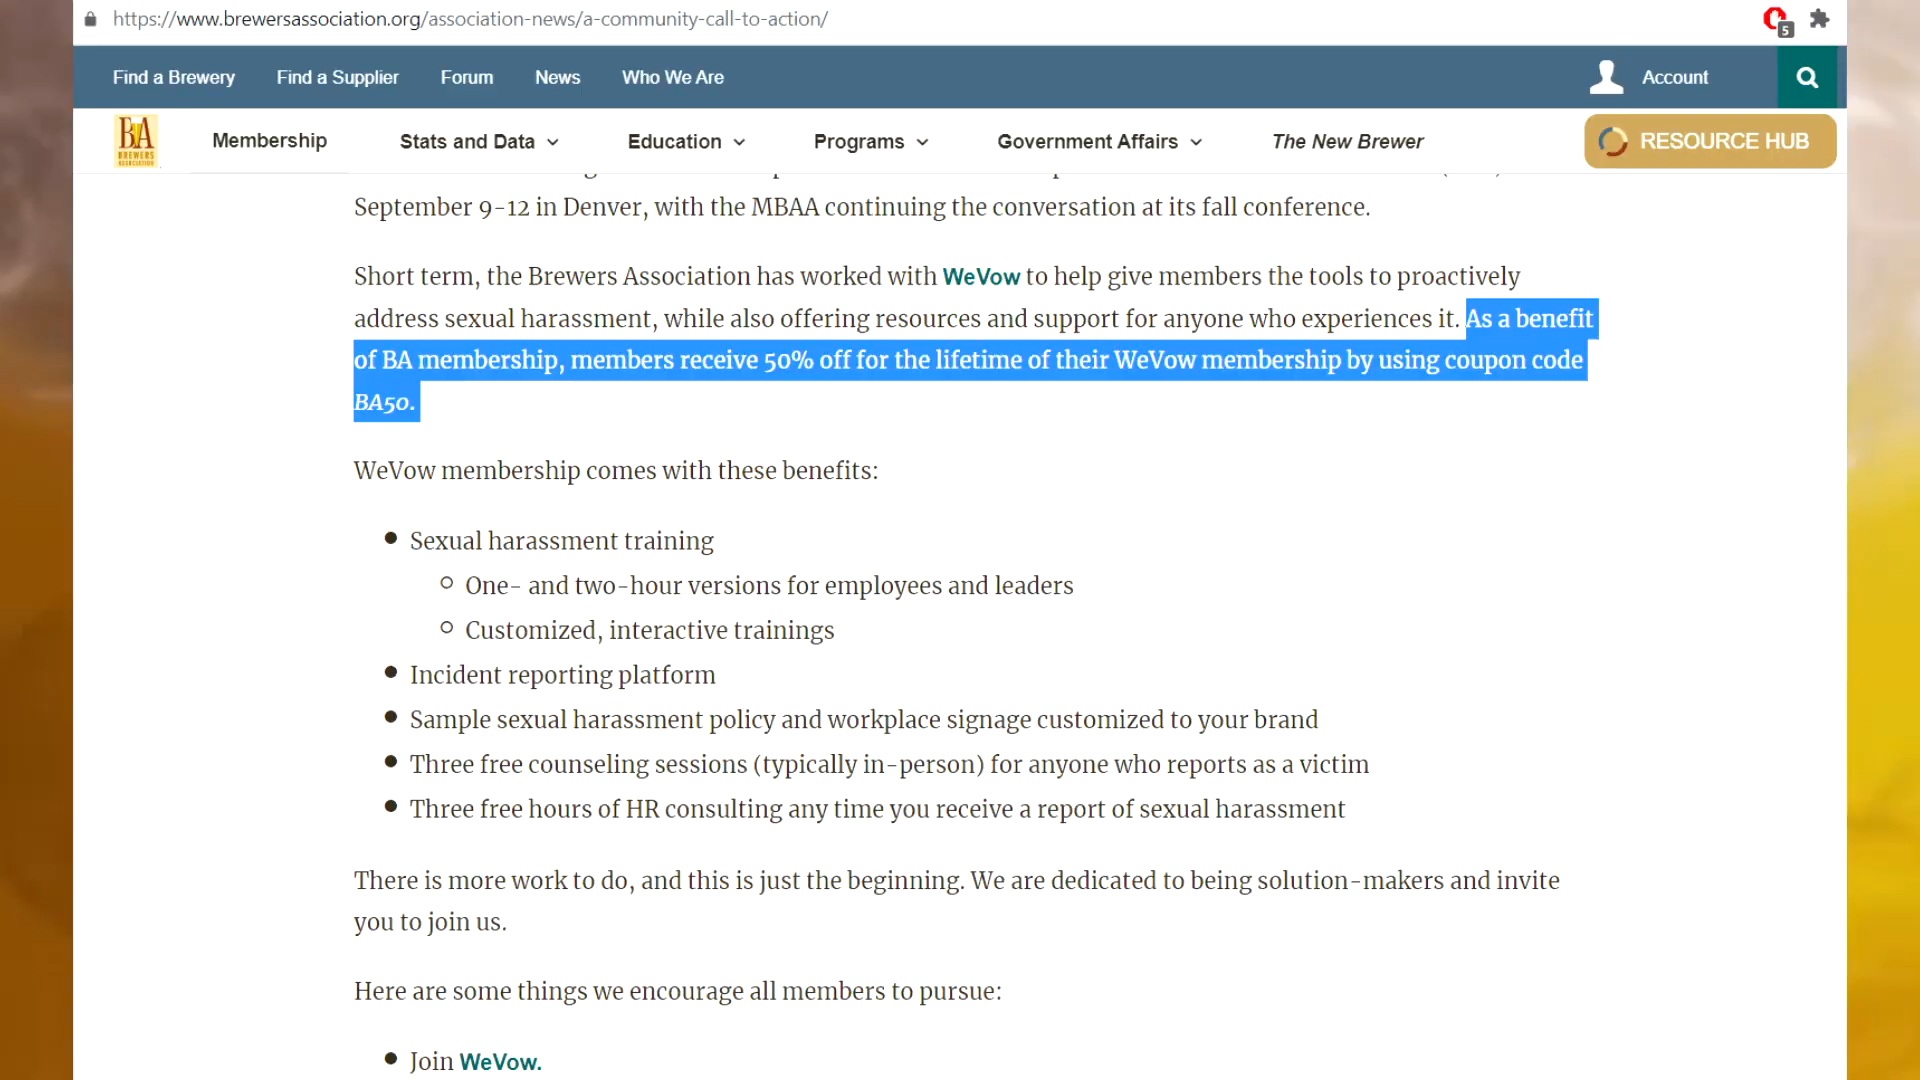 https://www.brewersassociation.org/association-news/a-community-call-to-action/
5
Find a Brewery Find a Supplier Forum News Who We Are Account
BA BREWERS ASSOCIATION Membership Stats and Data Education Programs Government Affairs The New Brewer RESOURCE HUB
September 9-12 in Denver, with the MBAA continuing the conversation at its fall conference.
Short term, the Brewers Association has worked with WeVow to help give members the tools to proactively
address sexual harassment, while also offering resources and support for anyone who experiences it. As a benefit
of BA membership, members receive 50% off for the lifetime of their WeVow membership by using coupon code
BA50.
WeVow membership comes with these benefits:
Sexual harassment training
One- and two-hour versions for employees and leaders
Customized, interactive trainings
Incident reporting platform
Sample sexual harassment policy and workplace signage customized to your brand
Three free counseling sessions (typically in-person) for anyone who reports as a victim
Three free hours of HR consulting any time you receive a report of sexual harassment
There is more work to do, and this is just the beginning. We are dedicated to being solution-makers and invite
you to join us.
Here are some things we encourage all members to pursue:
Join WeVow.